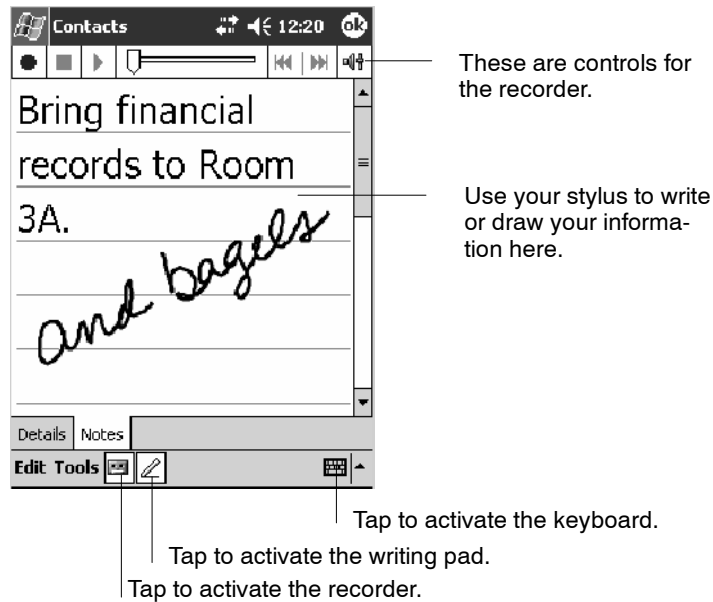 Contacts 12:20 ok
These are controls for
the recorder.
Bring financial
records to Room
3A.
and bagels
Use your stylus to write
or draw your informa-
tion here.
Details Notes
Edit Tools
Tap to activate the keyboard.
Tap to activate the writing pad.
Tap to activate the recorder.